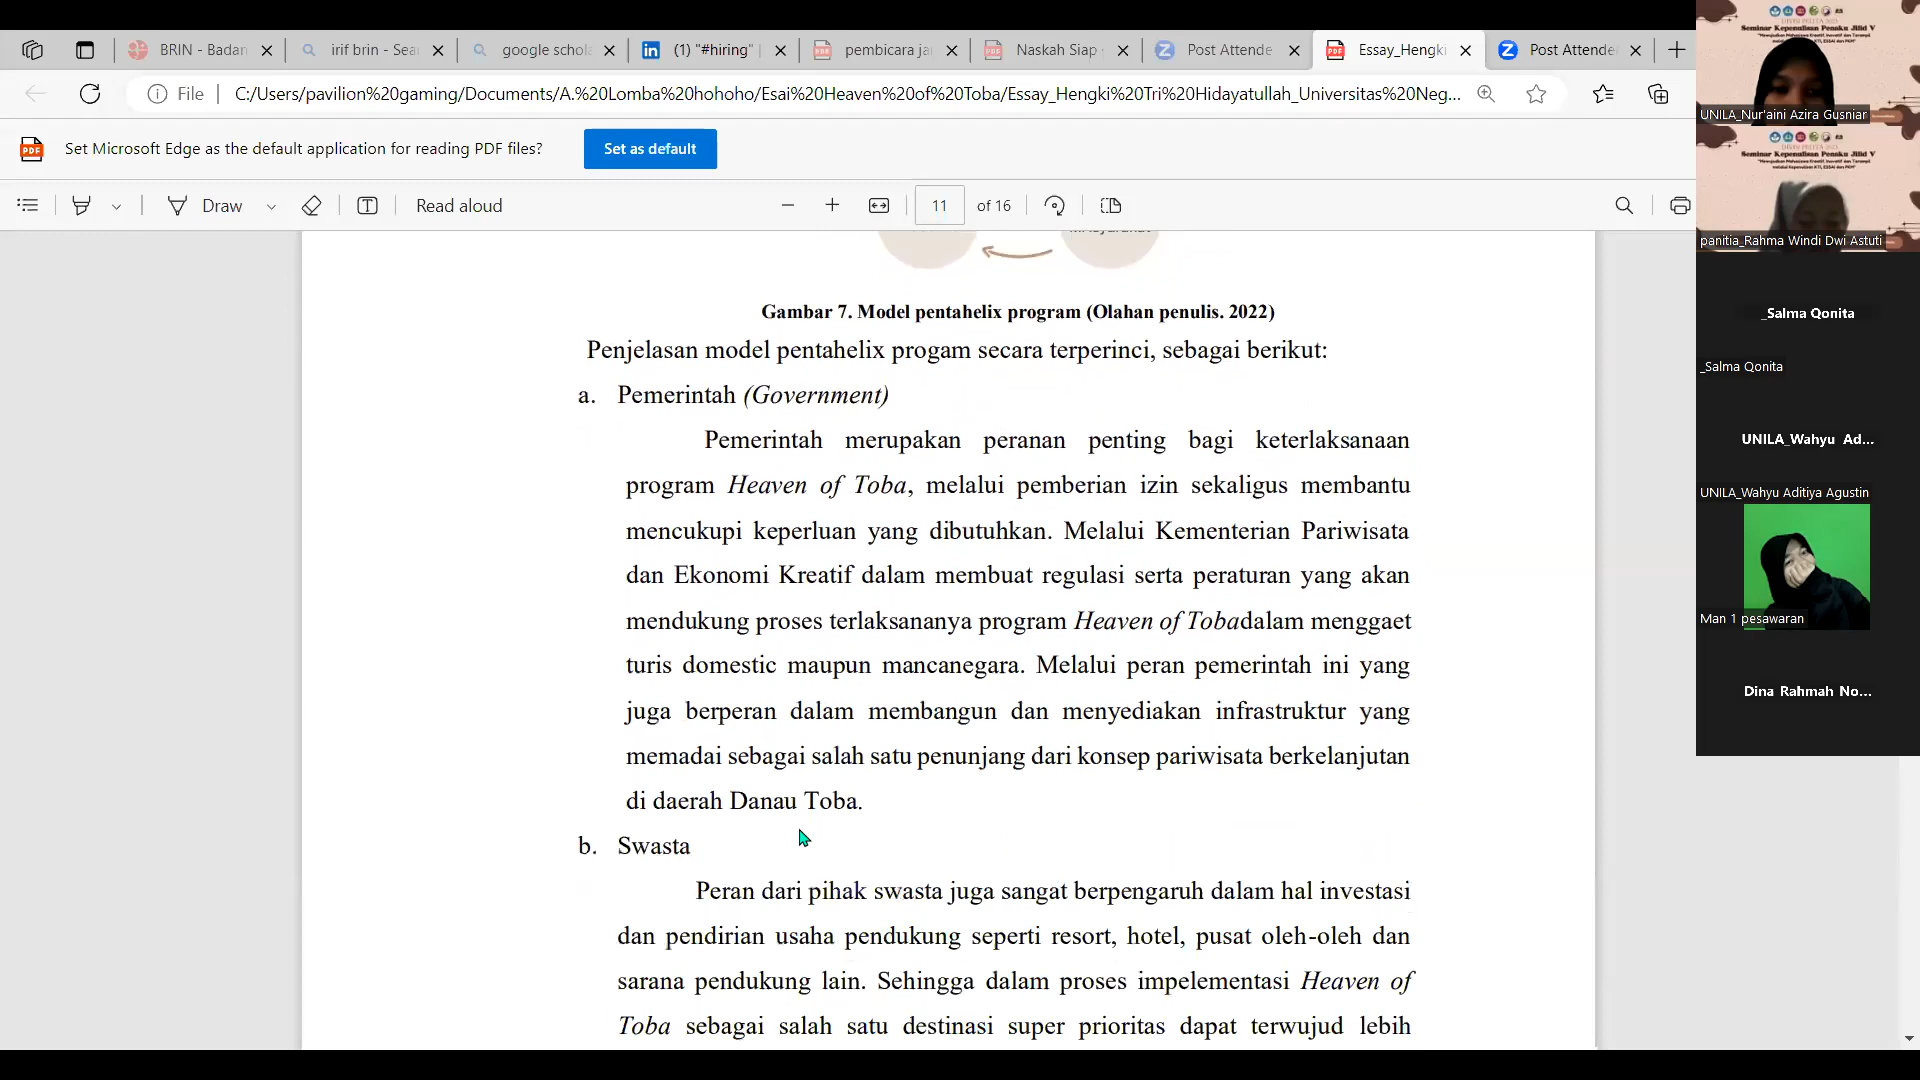 BRIN - Badan
irif brin - Sea
google schola
(1) "#hiring" |
pembicara ja
Naskah Siap
Post Attende
Essay_Hengki
Post Attende
File
C:/Users/pavilion%20gaming/Documents/A.%20Lomba%20hohoho/Esai%20Heaven%20of%20Toba/Essay_Hengki%20Tri%20Hidayatullah_Universitas%20Neg...
Set Microsoft Edge as the default application for reading PDF files?
Set as default
Draw
Read aloud
11
of 16
Gambar 7. Model pentahelix program (Olahan penulis. 2022)
Penjelasan model pentahelix progam secara terperinci, sebagai berikut:
a. Pemerintah (Government)
Pemerintah merupakan peranan penting bagi keterlaksanaan
program Heaven of Toba, melalui pemberian izin sekaligus membantu
mencukupi keperluan yang dibutuhkan. Melalui Kementerian Pariwisata
dan Ekonomi Kreatif dalam membuat regulasi serta peraturan yang akan
mendukung proses terlaksananya program Heaven of Tobadalam menggaet
turis domestic maupun mancanegara. Melalui peran pemerintah ini yang
juga berperan dalam membangun dan menyediakan infrastruktur yang
memadai sebagai salah satu penunjang dari konsep pariwisata berkelanjutan
di daerah Danau Toba.
b. Swasta
Peran dari pihak swasta juga sangat berpengaruh dalam hal investasi
dan pendirian usaha pendukung seperti resort, hotel, pusat oleh-oleh dan
sarana pendukung lain. Sehingga dalam proses impelementasi Heaven of
Toba sebagai salah satu destinasi super prioritas dapat terwujud lebih
Seminar Kepenulisan Penaku Jilid V
UNILA_Nur'aini Azira Gusniar
Seminar Kepenulisan Penaku Jilid V
panitia_Rahma Windi Dwi Astuti
_Salma Qonita
_Salma Qonita
UNILA_Wahyu Ad...
UNILA_Wahyu Aditiya Agustin
Man 1 pesawaran
Dina Rahmah No...